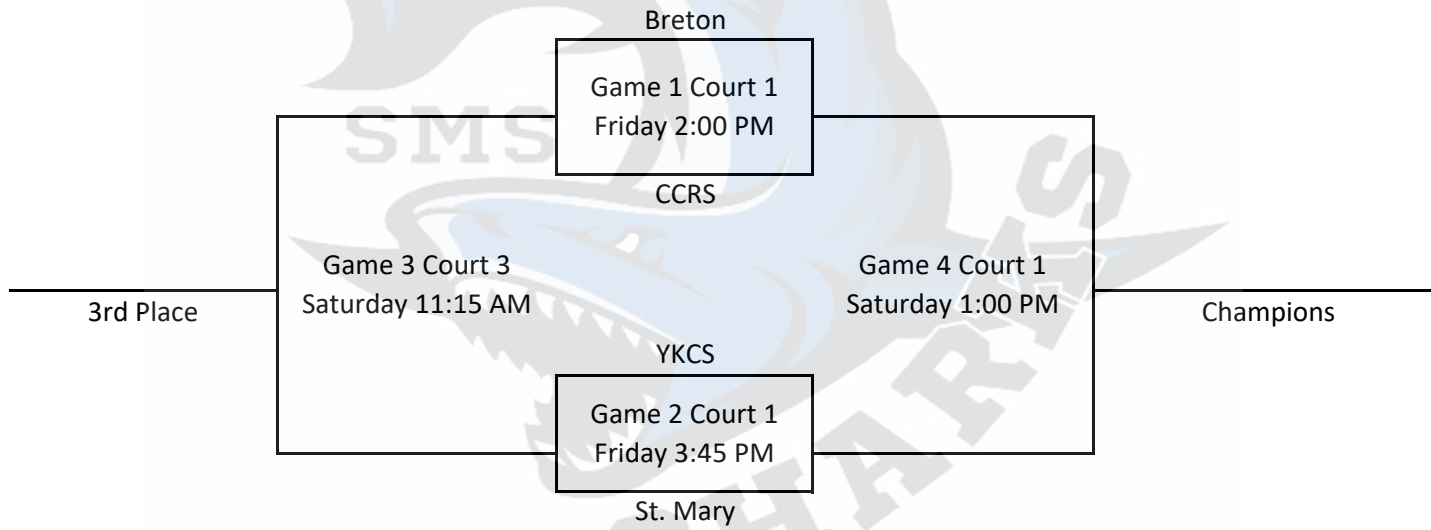 Breton
Game 1 Court 1
Friday 2:00 PM
CCRS
SMS
Game 3 Court 3
Saturday 11:15 AM
Game 4 Court 1
Saturday 1:00 PM
3rd Place
Champions
YKCS
Game 2 Court 1
Friday 3:45 PM
St. Mary
SHARKS